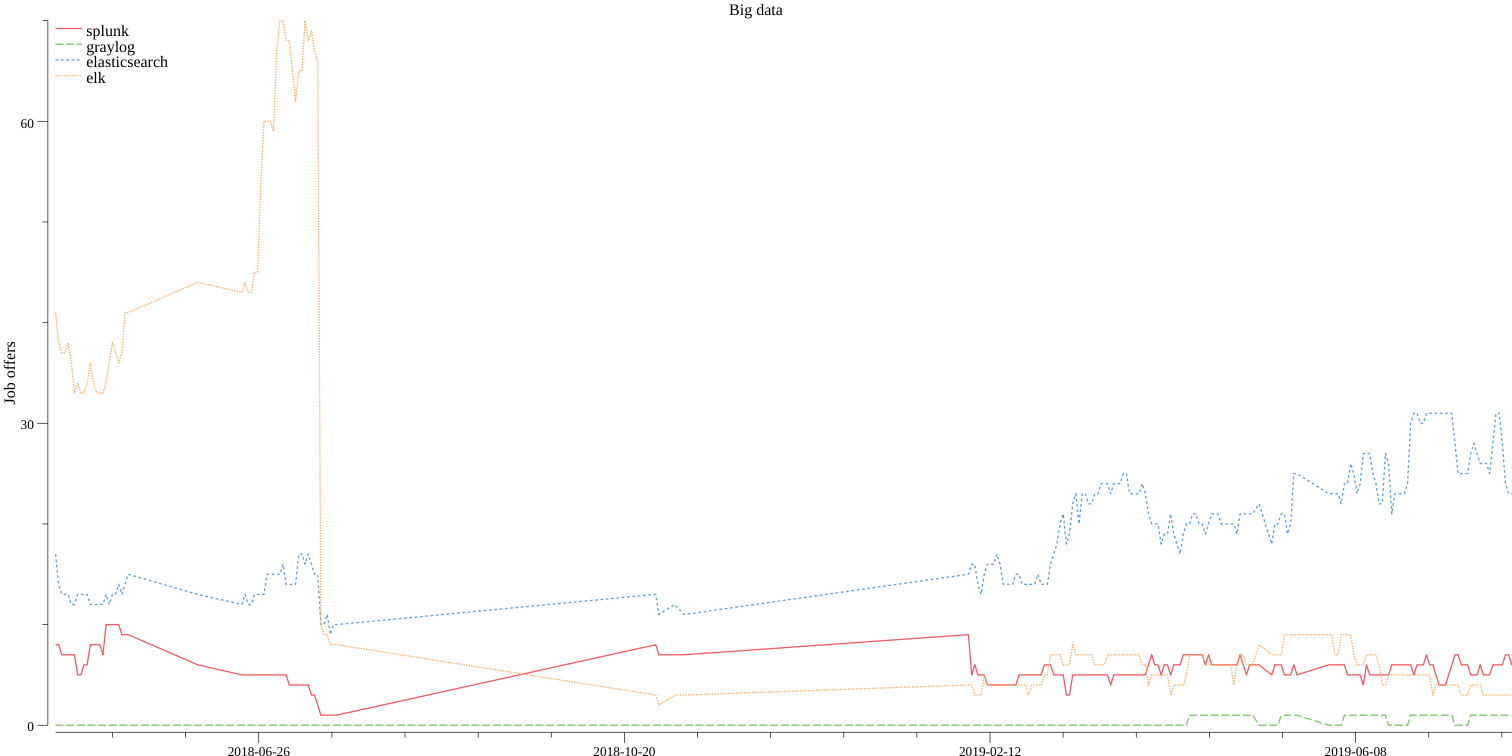 Big data
splunk
graylog
elasticsearch
elk
60
30
0
Job offers
2018-06-26
2018-10-20
2019-02-12
2019-06-08